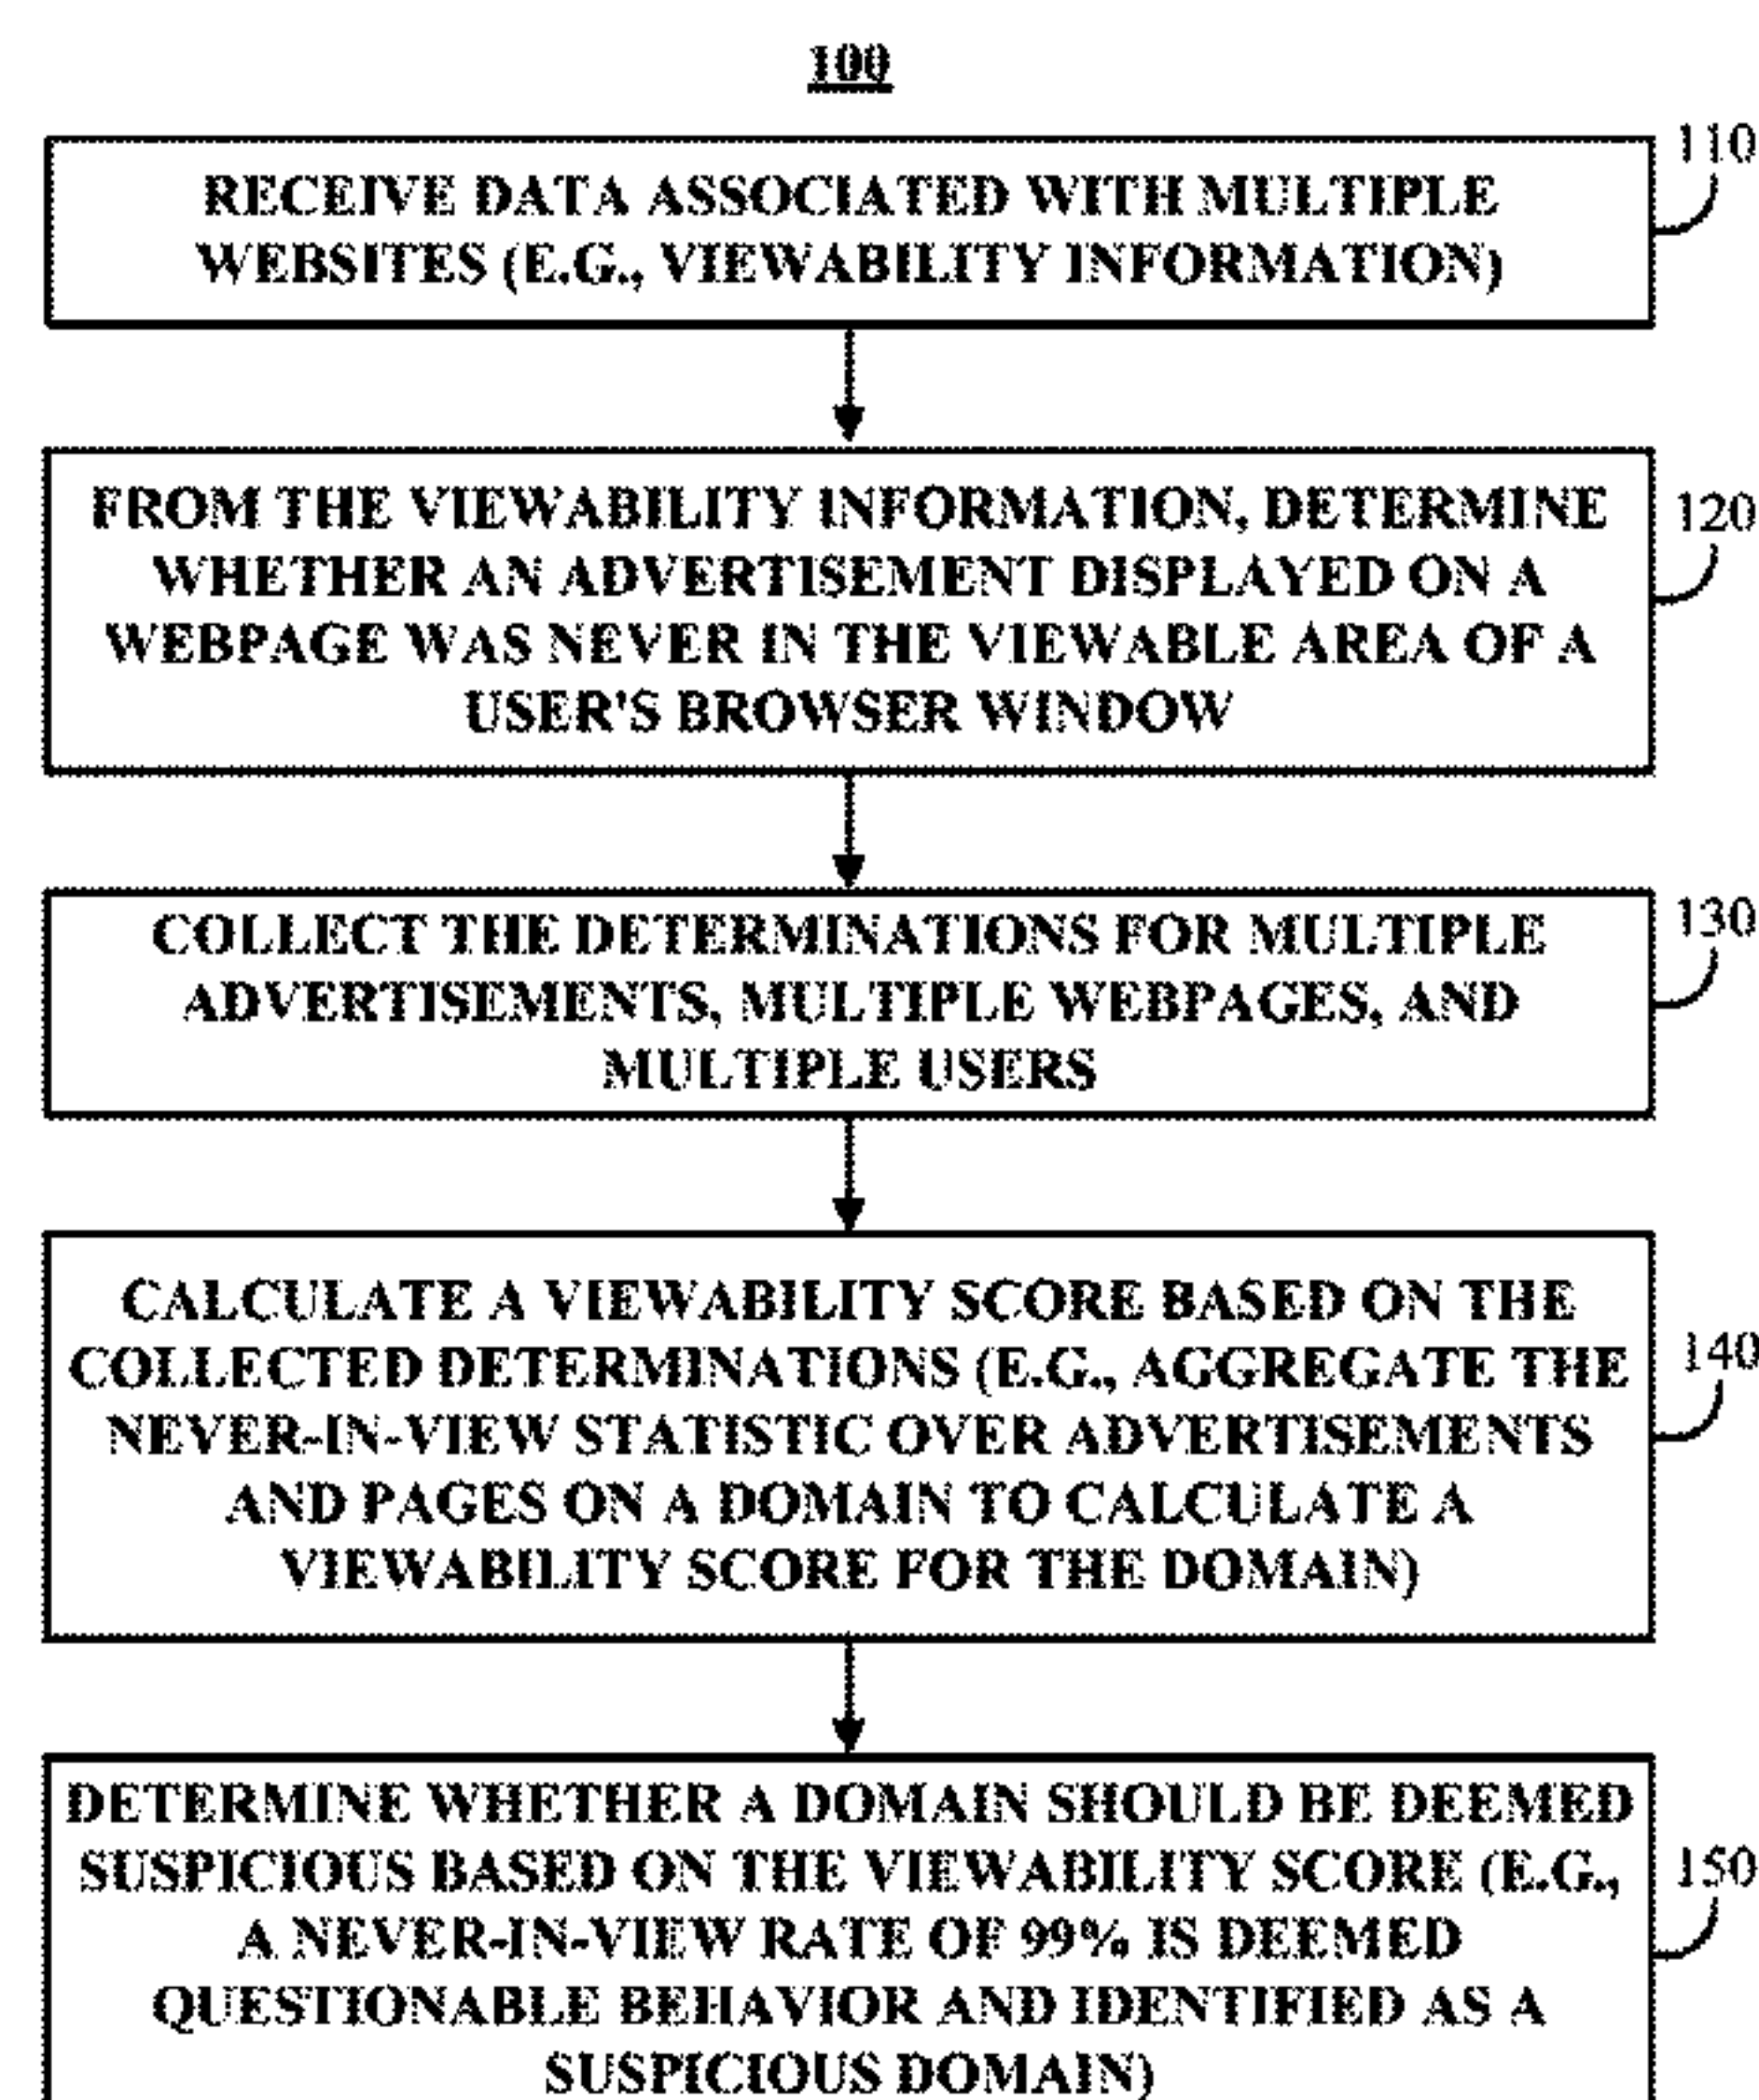 100
110
RECEIVE DATA ASSOCIATED WITH MULTIPLE
WEBSITES (E.G., VIEWABILITY INFORMATION)
120
FROM THE VIEWABILITY INFORMATION, DETERMINE
WHETHER AN ADVERTISEMENT DISPLAYED ON A
WEBPAGE WAS NEVER IN THE VIEWABLE AREA OF A
USER'S BROWSER WINDOW
130
COLLECT THE DETERMINATIONS FOR MULTIPLE
ADVERTISEMENTS, MULTIPLE WEBPAGES, AND
MULTIPLE USERS
140
CALCULATE A VIEWABILITY SCORE BASED ON THE
COLLECTED DETERMINATIONS (E.G., AGGREGATE THE
NEVER-IN-VIEW STATISTIC OVER ADVERTISEMENTS
AND PAGES ON A DOMAIN TO CALCULATE A
VIEWABILITY SCORE FOR THE DOMAIN)
150
DETERMINE WHETHER A DOMAIN SHOULD BE DEEMED
SUSPICIOUS BASED ON THE VIEWABILITY SCORE (E.G.,
A NEVER-IN-VIEW RATE OF 99% IS DEEMED
QUESTIONABLE BEHAVIOR AND IDENTIFIED AS A
SUSPICIOUS DOMAIN)